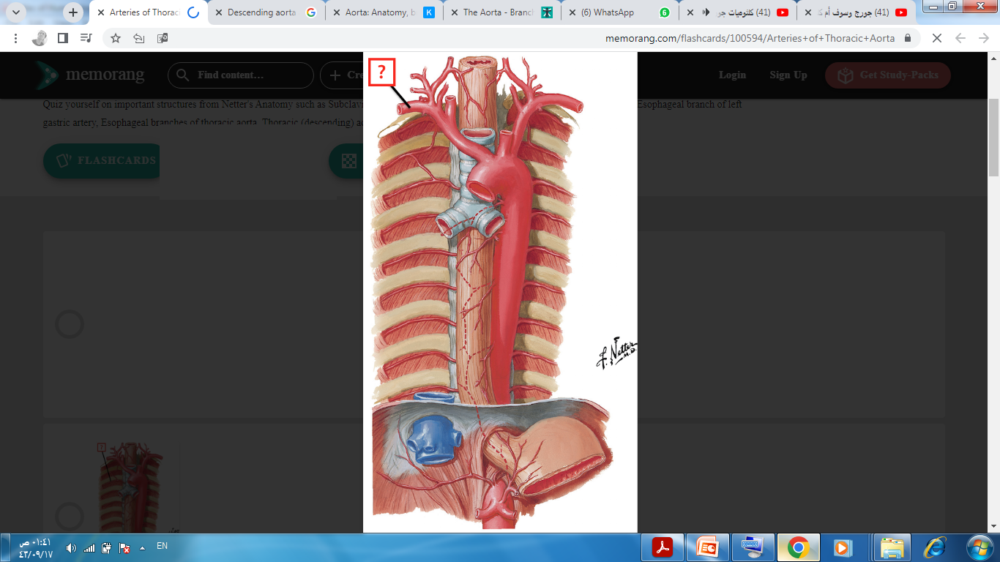 Arteries of Thorac
Descending aorta
Aorta: Anatomy, b
K
The Aorta - Branch
(6) WhatsApp
6
(41) كلثوميات جو
(41) جورج وسوف أم ك
memorang.com/flashcards/100594/Arteries+of+Thoracic+Aorta
memorang
Find content...
Cre
Login
Sign Up
Get Study-Packs
?
Quiz yourself on important structures from Netter's Anatomy such as Subclav
Esophageal branch of left
gastric artery, Esophageal branches of thoracic aorta, Thoracic (descending) ao
FLASHCARDS
F. Netter
M.D.
?
EN
٠١:٤١ ص
٤٣/٠٩/١٧